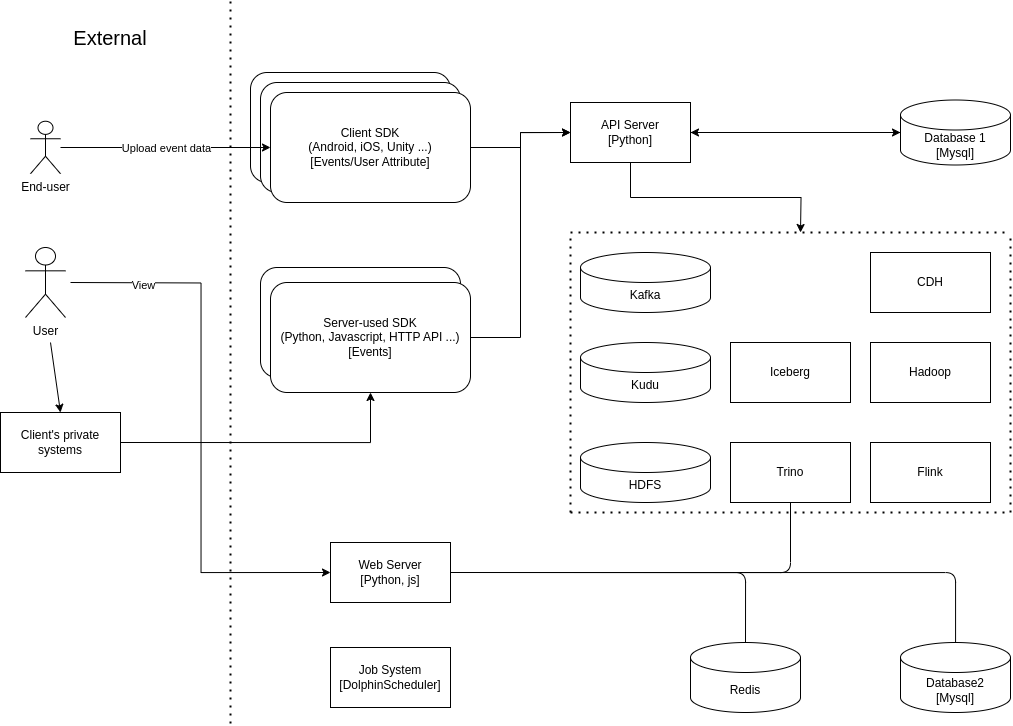 External
Client SDK
(Android, iOS, Unity ...)
[Events/User Attribute]
API Server
[Python]
Database 1
[Mysql]
Upload event data
End-user
View
User
Server-used SDK
(Python, Javascript, HTTP API ...)
[Events]
Kafka
CDH
Kudu
Iceberg
Hadoop
Client's private
systems
HDFS
Trino
Flink
Web Server
[Python, js]
Job System
[DolphinScheduler]
Redis
Database2
[Mysql]